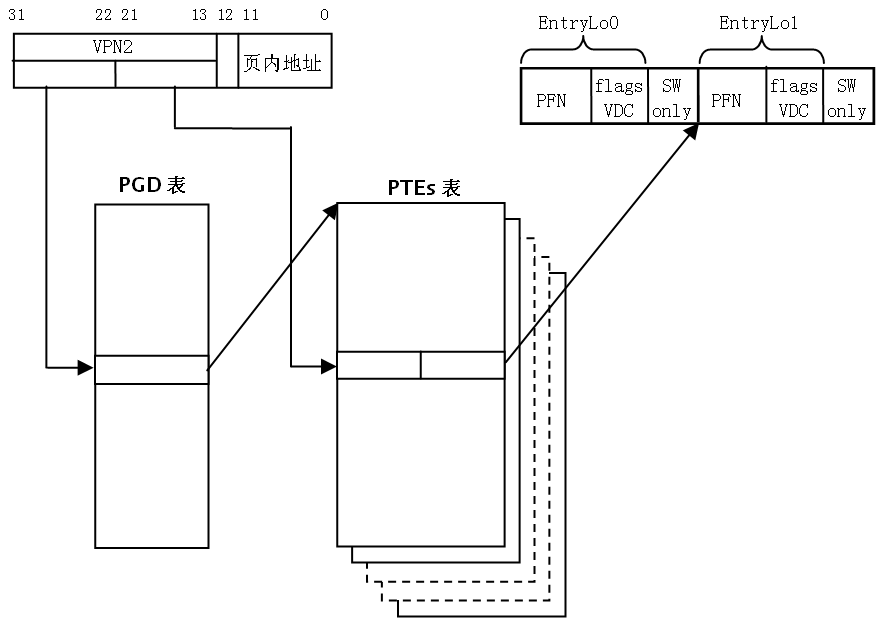 31 22 21 13 12 11 0
VPN2
页内地址
EntryLo0 EntryLo1
PFN flags VDC SW only PFN flags VDC SW only
PGD 表
PTEs 表